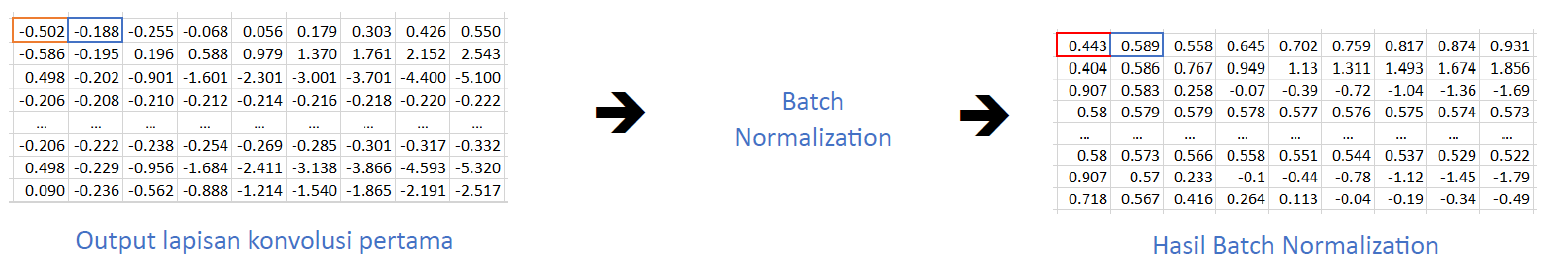 -0.502 -0.188 -0.255 -0.068 0.056 0.179 0.303 0.426 0.550
-0.586 -0.195 0.196 0.588 0.979 1.370 1.761 2.152 2.543
0.498 -0.202 -0.901 -1.601 -2.301 -3.001 -3.701 -4.400 -5.100
-0.206 -0.208 -0.210 -0.212 -0.214 -0.216 -0.218 -0.220 -0.222
... ... ... ... ... ... ... ... ...
-0.206 -0.222 -0.238 -0.254 -0.269 -0.285 -0.301 -0.317 -0.332
0.498 -0.229 -0.956 -1.684 -2.411 -3.138 -3.866 -4.593 -5.320
0.090 -0.236 -0.562 -0.888 -1.214 -1.540 -1.865 -2.191 -2.517
Output lapisan konvolusi pertama
Batch
Normalization
0.443 0.589 0.558 0.645 0.702 0.759 0.817 0.874 0.931
0.404 0.586 0.767 0.949 1.13 1.311 1.493 1.674 1.856
0.907 0.583 0.258 -0.07 -0.39 -0.72 -1.04 -1.36 -1.69
0.58 0.579 0.579 0.578 0.577 0.576 0.575 0.574 0.573
... ... ... ... ... ... ... ... ...
0.58 0.573 0.566 0.558 0.551 0.544 0.537 0.529 0.522
0.907 0.57 0.233 -0.1 -0.44 -0.78 -1.12 -1.45 -1.79
0.718 0.567 0.416 0.264 0.113 -0.04 -0.19 -0.34 -0.49
Hasil Batch Normalization